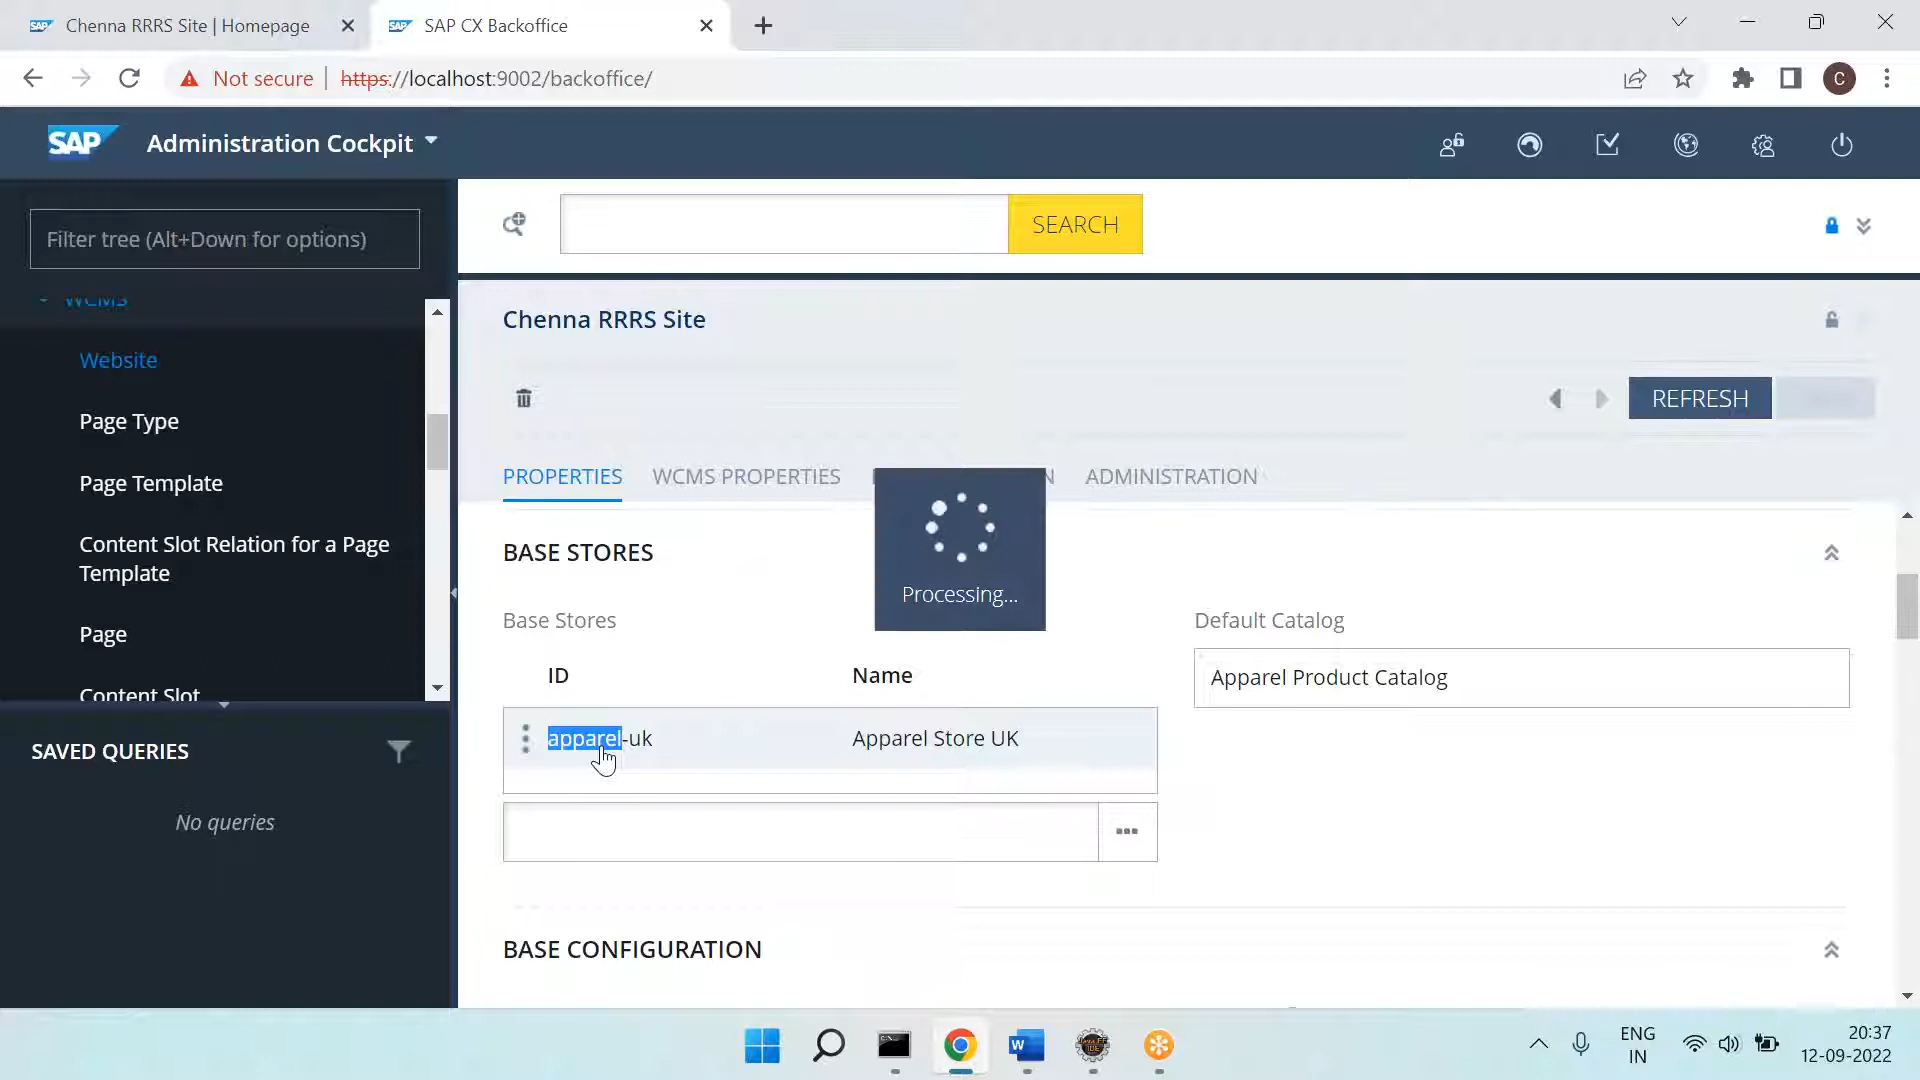 SAP Chenna RRRS Site | Homepage
SAP SAP CX Backoffice
Not secure
https://localhost:9002/backoffice/
C
SAP
Administration Cockpit
Filter tree (Alt+Down for options)
SEARCH
WCMS
Website
Page Type
Page Template
Content Slot Relation for a Page
Template
Page
Content Slot
SAVED QUERIES
No queries
Chenna RRRS Site
REFRESH
PROPERTIES
WCMS PROPERTIES
ADMINISTRATION
Processing...
BASE STORES
Base Stores
Default Catalog
ID
Name
Apparel Product Catalog
apparel-uk
Apparel Store UK
BASE CONFIGURATION
ENG
IN
20:37
12-09-2022